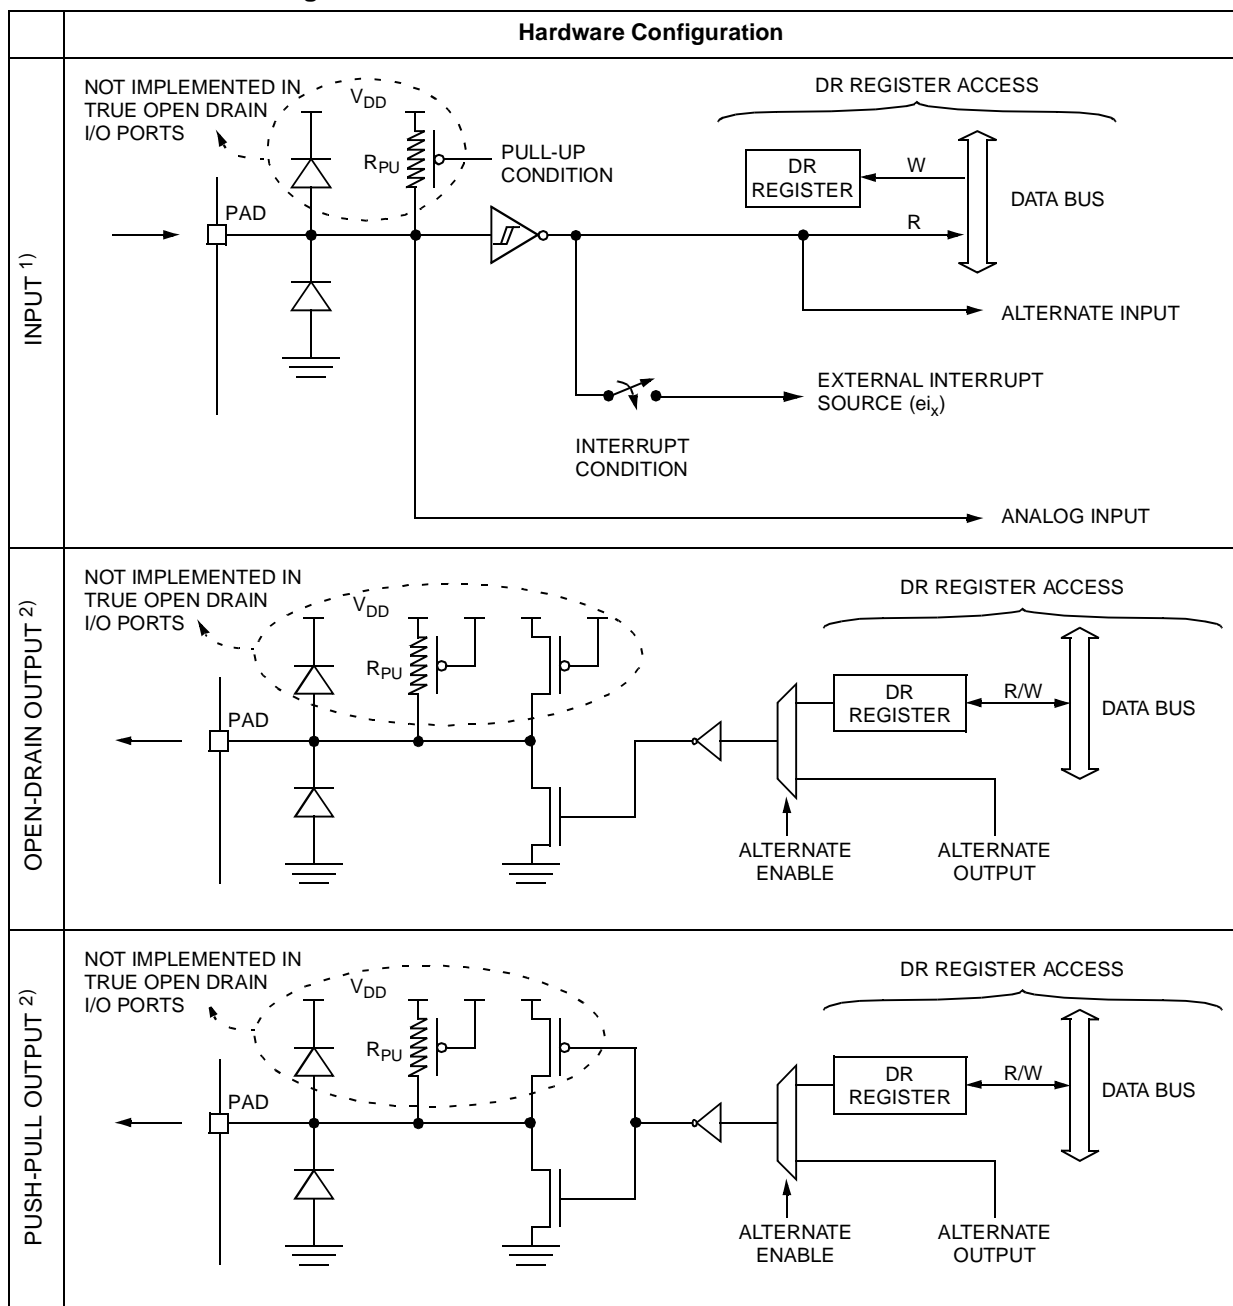 Hardware Configuration
INPUT 1)
NOT IMPLEMENTED IN
TRUE OPEN DRAIN
I/O PORTS
VDD
RPU
PULL-UP
CONDITION
PAD
DR REGISTER ACCESS
DR
REGISTER
W
R
DATA BUS
ALTERNATE INPUT
EXTERNAL INTERRUPT
SOURCE (eix)
INTERRUPT
CONDITION
ANALOG INPUT
OPEN-DRAIN OUTPUT 2)
NOT IMPLEMENTED IN
TRUE OPEN DRAIN
I/O PORTS
VDD
RPU
PAD
DR REGISTER ACCESS
DR
REGISTER
R/W
DATA BUS
ALTERNATE
ENABLE
ALTERNATE
OUTPUT
PUSH-PULL OUTPUT 2)
NOT IMPLEMENTED IN
TRUE OPEN DRAIN
I/O PORTS
VDD
RPU
PAD
DR REGISTER ACCESS
DR
REGISTER
R/W
DATA BUS
ALTERNATE
ENABLE
ALTERNATE
OUTPUT